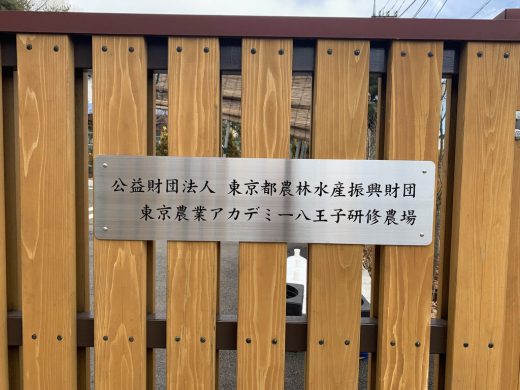 公益財団法人 東京都農林水産振興財団
東京農業アカデミー八王子研修農場